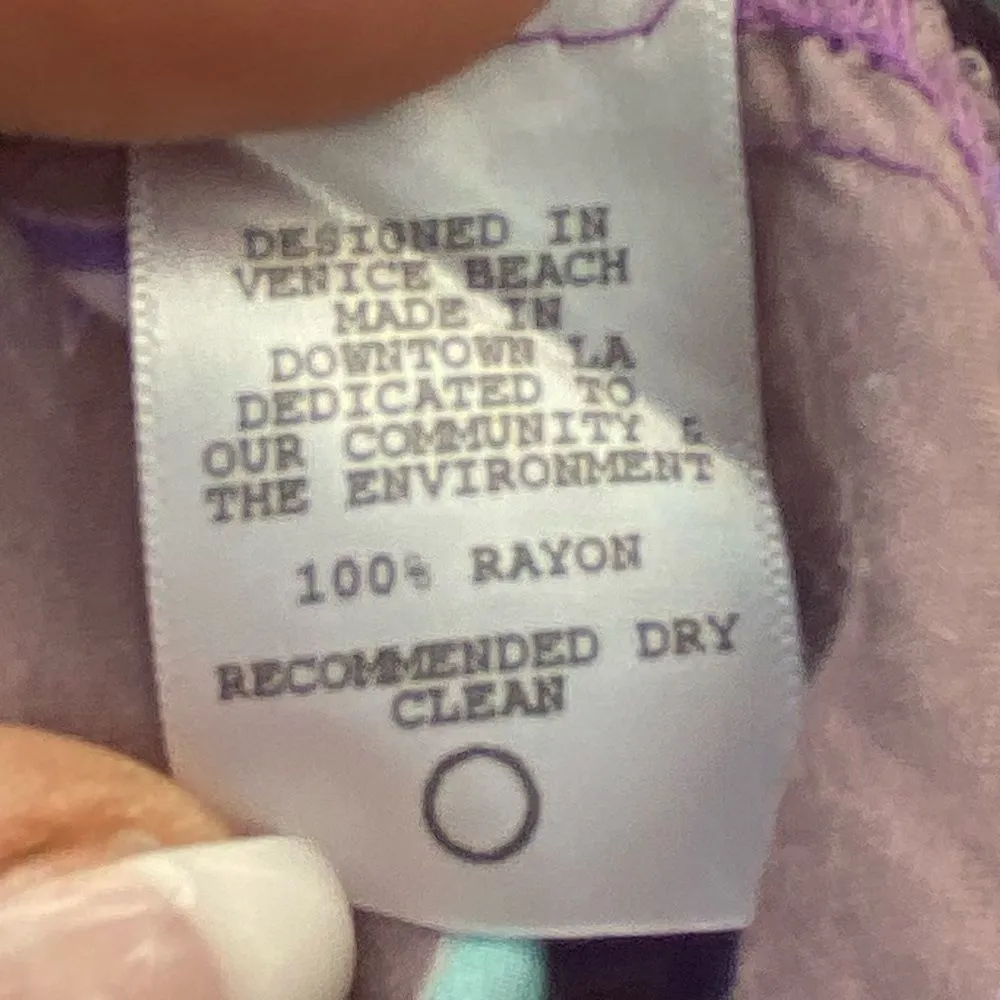 DESIGNED IN
VENICE BEACH
MADE IN
DOWNTOWN LA
DEDICATED TO
OUR COMMUNITY &
THE ENVIRONMENT
100% RAYON
RECOMMENDED DRY
CLEAN